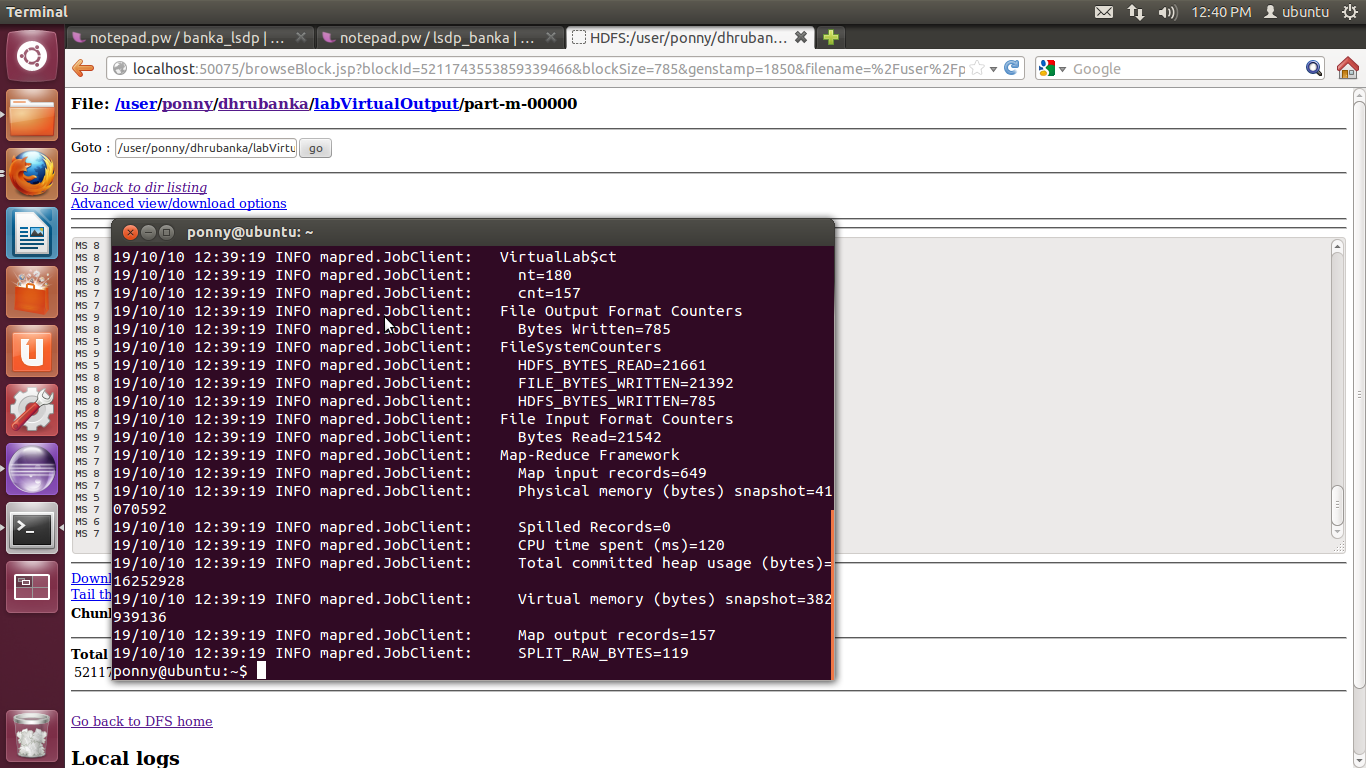 Terminal
12:40 PM ubuntu
notepad.pw / banka_lsdp | ...
notepad.pw / lsdp_banka | ...
HDFS:/user/ponny/dhruban...
localhost:50075/browseBlock.jsp?blockId=5211743553859339466&blockSize=785&genstamp=1850&filename=%2Fuser%2Fp
Google
File: /user/ponny/dhrubanka/labVirtualOutput/part-m-00000
Goto : /user/ponny/dhrubanka/labVirtu go
Go back to dir listing
Advanced view/download options
MS 8
MS 8
MS 7
MS 8
MS 7
MS 7
MS 9
MS 8
MS 5
MS 9
MS 5
MS 8
MS 8
MS 8
MS 8
MS 7
MS 9
MS 7
MS 7
MS 8
MS 7
MS 5
MS 7
MS 6
MS 7
ponny@ubuntu: ~
19/10/10 12:39:19 INFO mapred.JobClient:   VirtualLab$ct
19/10/10 12:39:19 INFO mapred.JobClient:     nt=180
19/10/10 12:39:19 INFO mapred.JobClient:     cnt=157
19/10/10 12:39:19 INFO mapred.JobClient:   File Output Format Counters
19/10/10 12:39:19 INFO mapred.JobClient:     Bytes Written=785
19/10/10 12:39:19 INFO mapred.JobClient:   FileSystemCounters
19/10/10 12:39:19 INFO mapred.JobClient:     HDFS_BYTES_READ=21661
19/10/10 12:39:19 INFO mapred.JobClient:     FILE_BYTES_WRITTEN=21392
19/10/10 12:39:19 INFO mapred.JobClient:     HDFS_BYTES_WRITTEN=785
19/10/10 12:39:19 INFO mapred.JobClient:   File Input Format Counters
19/10/10 12:39:19 INFO mapred.JobClient:     Bytes Read=21542
19/10/10 12:39:19 INFO mapred.JobClient:   Map-Reduce Framework
19/10/10 12:39:19 INFO mapred.JobClient:     Map input records=649
19/10/10 12:39:19 INFO mapred.JobClient:     Physical memory (bytes) snapshot=41
070592
19/10/10 12:39:19 INFO mapred.JobClient:     Spilled Records=0
19/10/10 12:39:19 INFO mapred.JobClient:     CPU time spent (ms)=120
19/10/10 12:39:19 INFO mapred.JobClient:     Total committed heap usage (bytes)=
16252928
19/10/10 12:39:19 INFO mapred.JobClient:     Virtual memory (bytes) snapshot=382
939136
19/10/10 12:39:19 INFO mapred.JobClient:     Map output records=157
19/10/10 12:39:19 INFO mapred.JobClient:     SPLIT_RAW_BYTES=119
ponny@ubuntu:~$
Downl
Tail th
Chunk
Total
52117
Go back to DFS home
Local logs